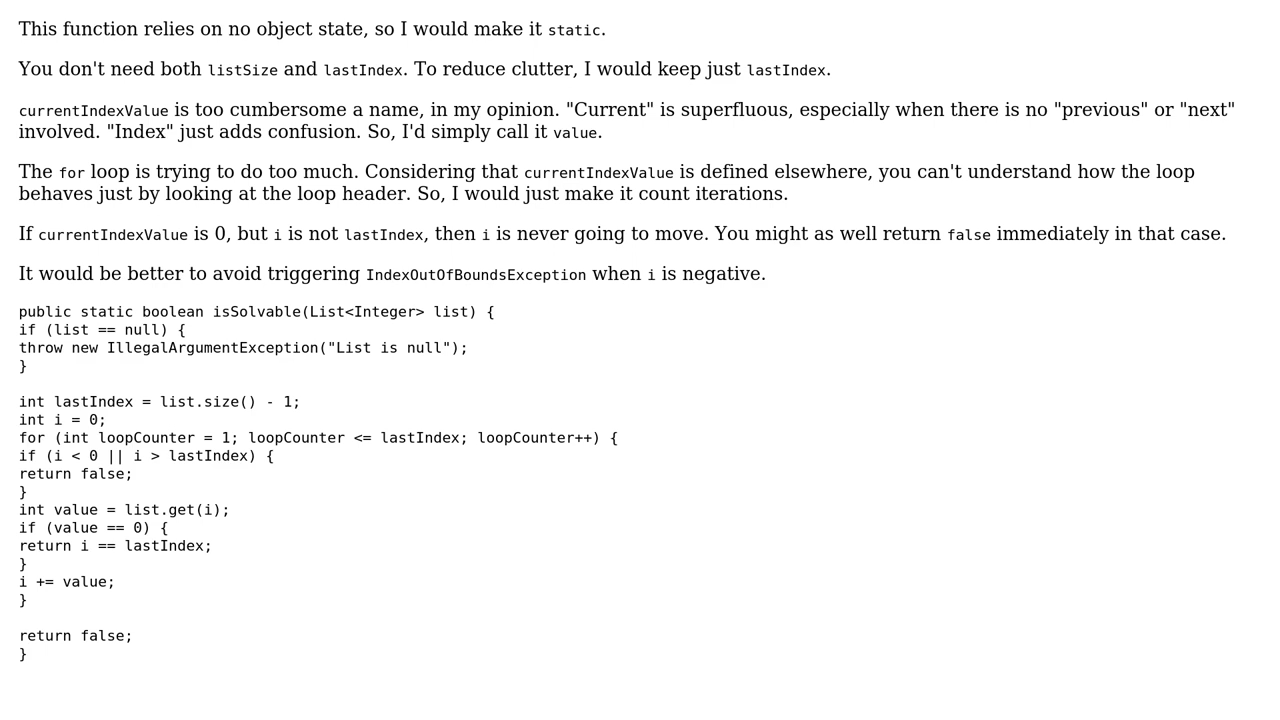 This function relies on no object state, so I would make it static.
You don't need both listSize and lastIndex. To reduce clutter, I would keep just lastIndex.
currentIndexValue is too cumbersome a name, in my opinion. "Current" is superfluous, especially when there is no "previous" or "next"
involved. "Index" just adds confusion. So, I'd simply call it value.
The for loop is trying to do too much. Considering that currentIndexValue is defined elsewhere, you can't understand how the loop
behaves just by looking at the loop header. So, I would just make it count iterations.
If currentIndexValue is 0, but i is not lastIndex, then i is never going to move. You might as well return false immediately in that case.
It would be better to avoid triggering IndexOutOfBoundsException when i is negative.
public static boolean isSolvable(List<Integer> list) {
if (list == null) {
throw new IllegalArgumentException("List is null");
}
int lastIndex = list.size() - 1;
int i = 0;
for (int loopCounter = 1; loopCounter <= lastIndex; loopCounter++) {
if (i < 0 || i > lastIndex) {
return false;
}
int value = list.get(i);
if (value == 0) {
return i == lastIndex;
}
i += value;
}
return false;
}